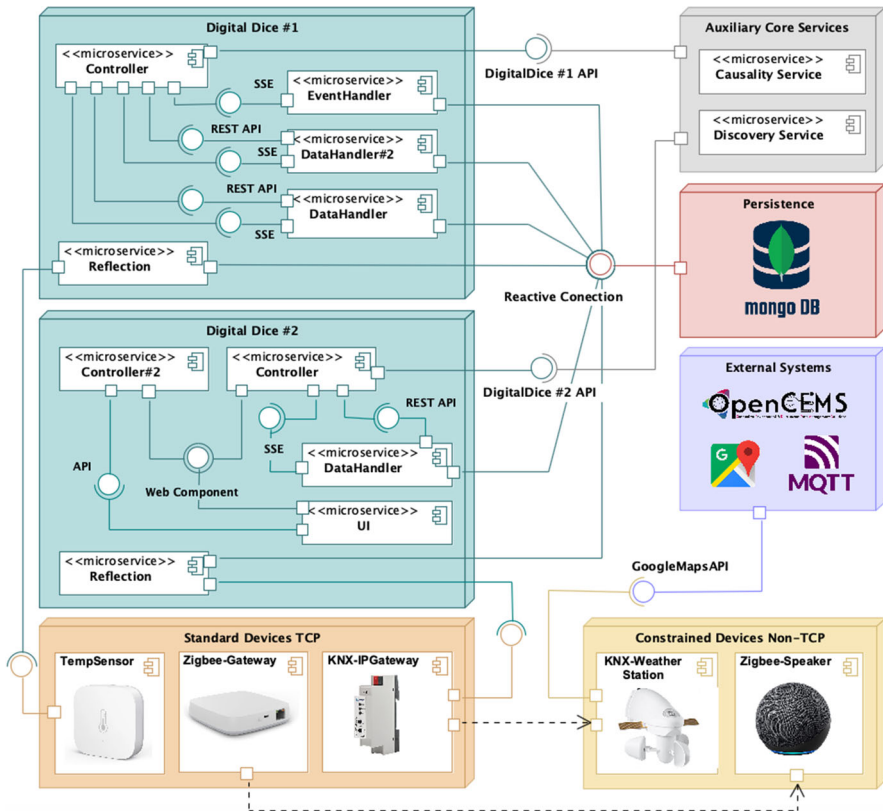 Digital Dice #1
<<microservice>>
Controller
SSE
<<microservice>>
EventHandler
REST API
<<microservice>>
DataHandler#2
SSE
REST API
<<microservice>>
DataHandler
SSE
<<microservice>>
Reflection
DigitalDice #1 API
Auxiliary Core Services
<<microservice>>
Causality Service
<<microservice>>
Discovery Service
Persistence
mongo DB
Reactive Conection
Digital Dice #2
<<microservice>>
Controller#2
<<microservice>>
Controller
DigitalDice #2 API
REST API
SSE
<<microservice>>
DataHandler
API
Web Component
<<microservice>>
UI
<<microservice>>
Reflection
External Systems
OpenCEMS
G
MQTT
GoogleMapsAPI
Standard Devices TCP
TempSensor
Zigbee-Gateway
KNX-IPGateway
Constrained Devices Non-TCP
KNX-Weather
Station
Zigbee-Speaker